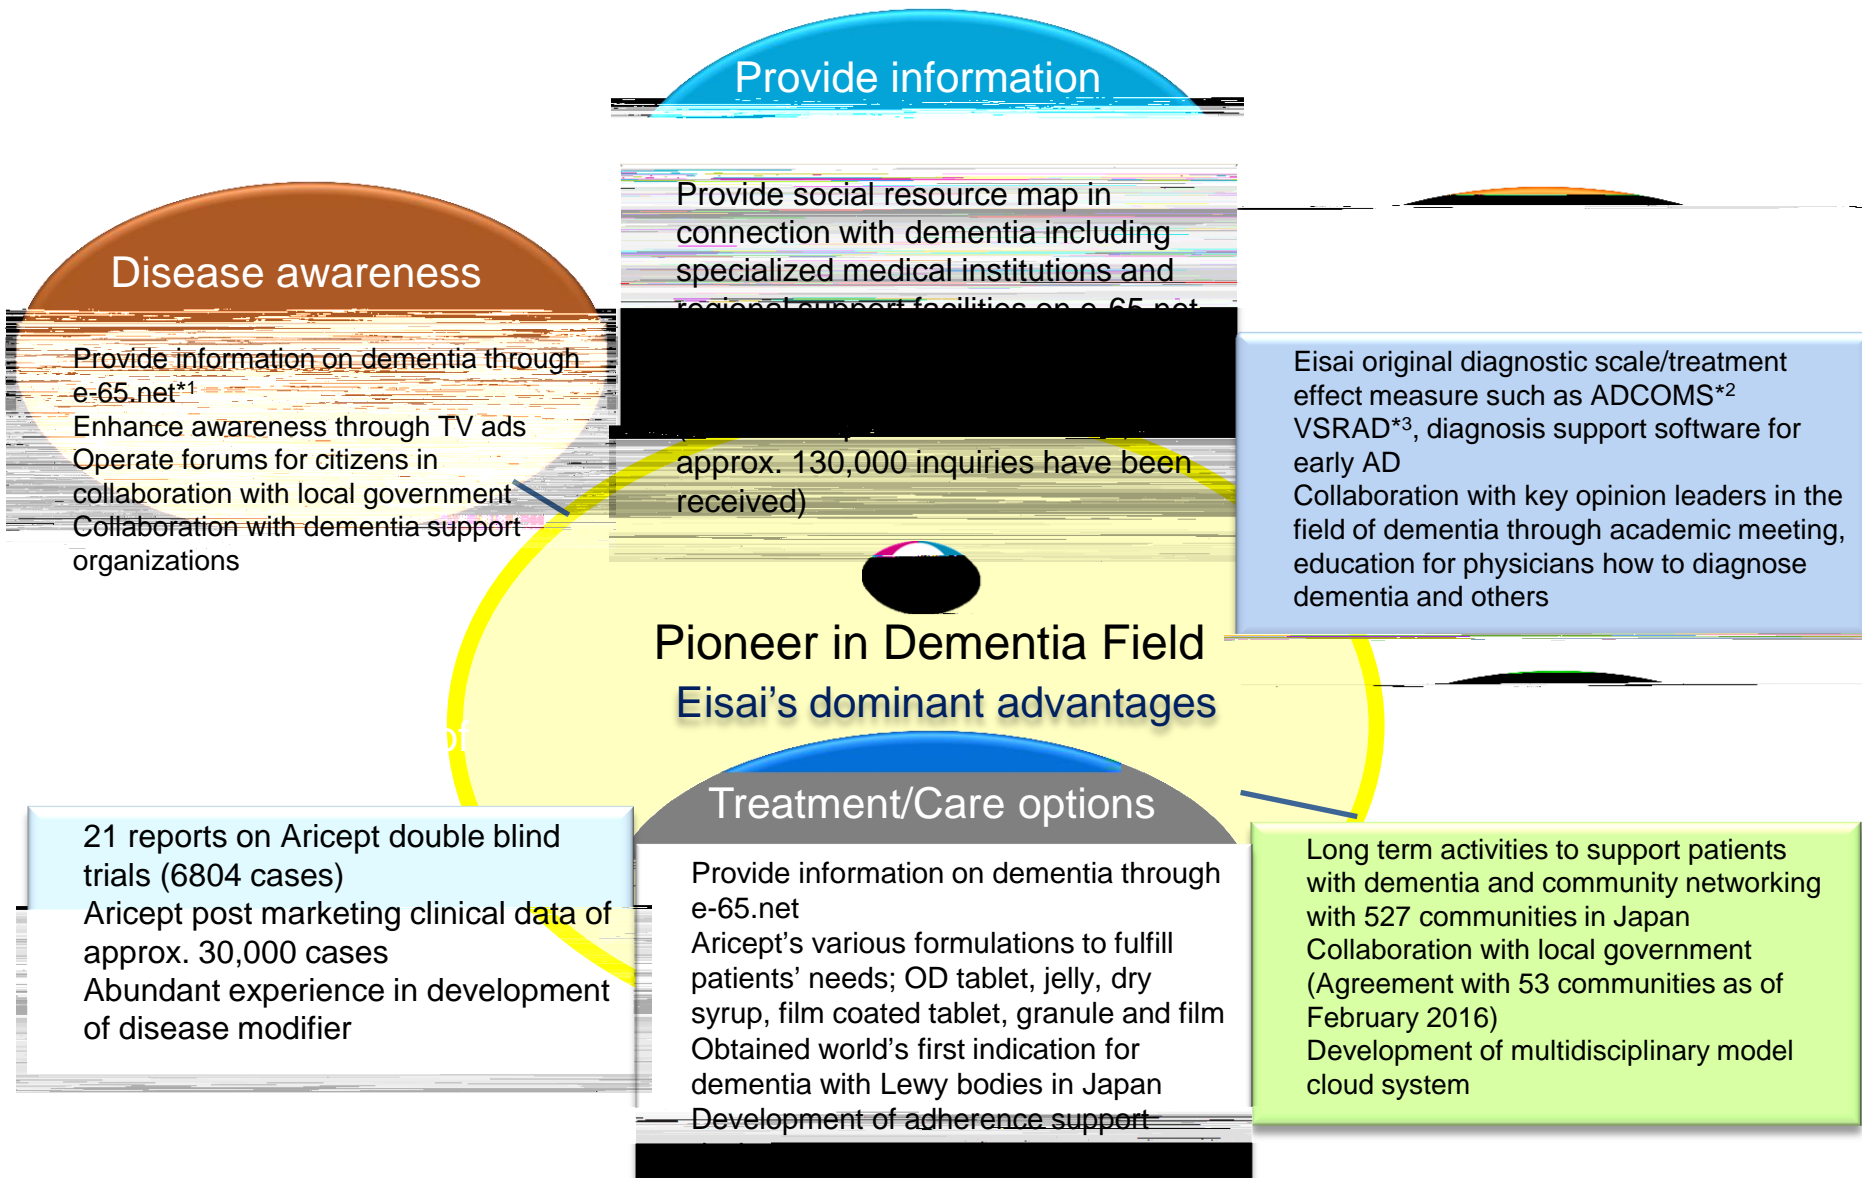 Provide information
Provide social resource map in
connection with dementia including
specialized medical institutions and
regional support facilities on e-65.net
approx. 130,000 inquiries have been
received)
Disease awareness
Provide information on dementia through
e-65.net*1
Enhance awareness through TV ads
Operate forums for citizens in
collaboration with local government
Collaboration with dementia support
organizations
Eisai original diagnostic scale/treatment
effect measure such as ADCOMS*2
VSRAD*3, diagnosis support software for
early AD
Collaboration with key opinion leaders in the
field of dementia through academic meeting,
education for physicians how to diagnose
dementia and others
Pioneer in Dementia Field
Eisai's dominant advantages
of
21 reports on Aricept double blind
trials (6804 cases)
Aricept post marketing clinical data of
approx. 30,000 cases
Abundant experience in development
of disease modifier
Treatment/Care options
Provide information on dementia through
e-65.net
Aricept's various formulations to fulfill
patients' needs; OD tablet, jelly, dry
syrup, film coated tablet, granule and film
Obtained world's first indication for
dementia with Lewy bodies in Japan
Development of adherence support
Long term activities to support patients
with dementia and community networking
with 527 communities in Japan
Collaboration with local government
(Agreement with 53 communities as of
February 2016)
Development of multidisciplinary model
cloud system